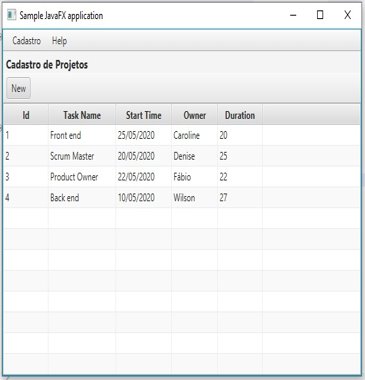 Sample JavaFX application
Cadastro Help
Cadastro de Projetos
New
Id Task Name Start Time Owner Duration
1 Front end 25/05/2020 Caroline 20
2 Scrum Master 20/05/2020 Denise 25
3 Product Owner 22/05/2020 Fábio 22
4 Back end 10/05/2020 Wilson 27